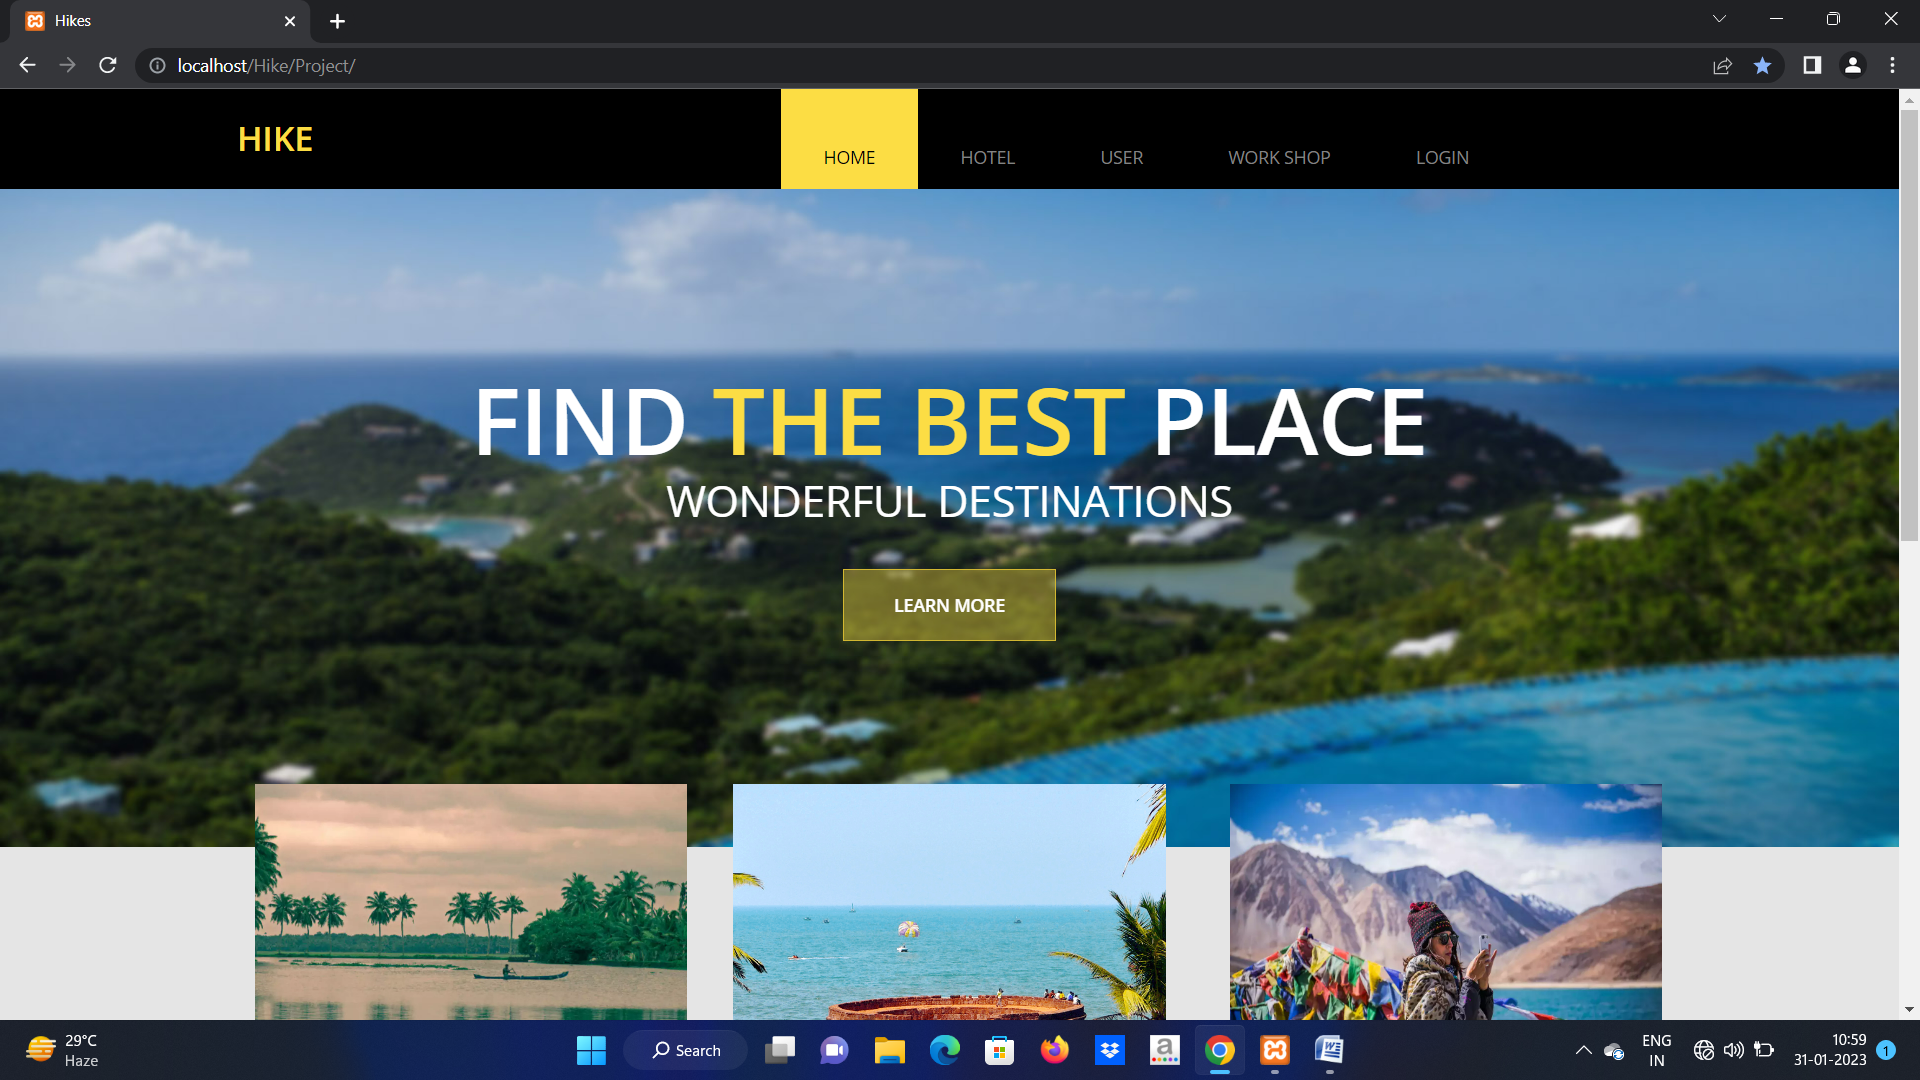 Hikes
localhost/Hike/Project/
HIKE
HOME
HOTEL
USER
WORK SHOP
LOGIN
FIND THE BEST PLACE
WONDERFUL DESTINATIONS
LEARN MORE
29°C
Haze
Search
a
W
ENG
IN
10:59
31-01-2023
1